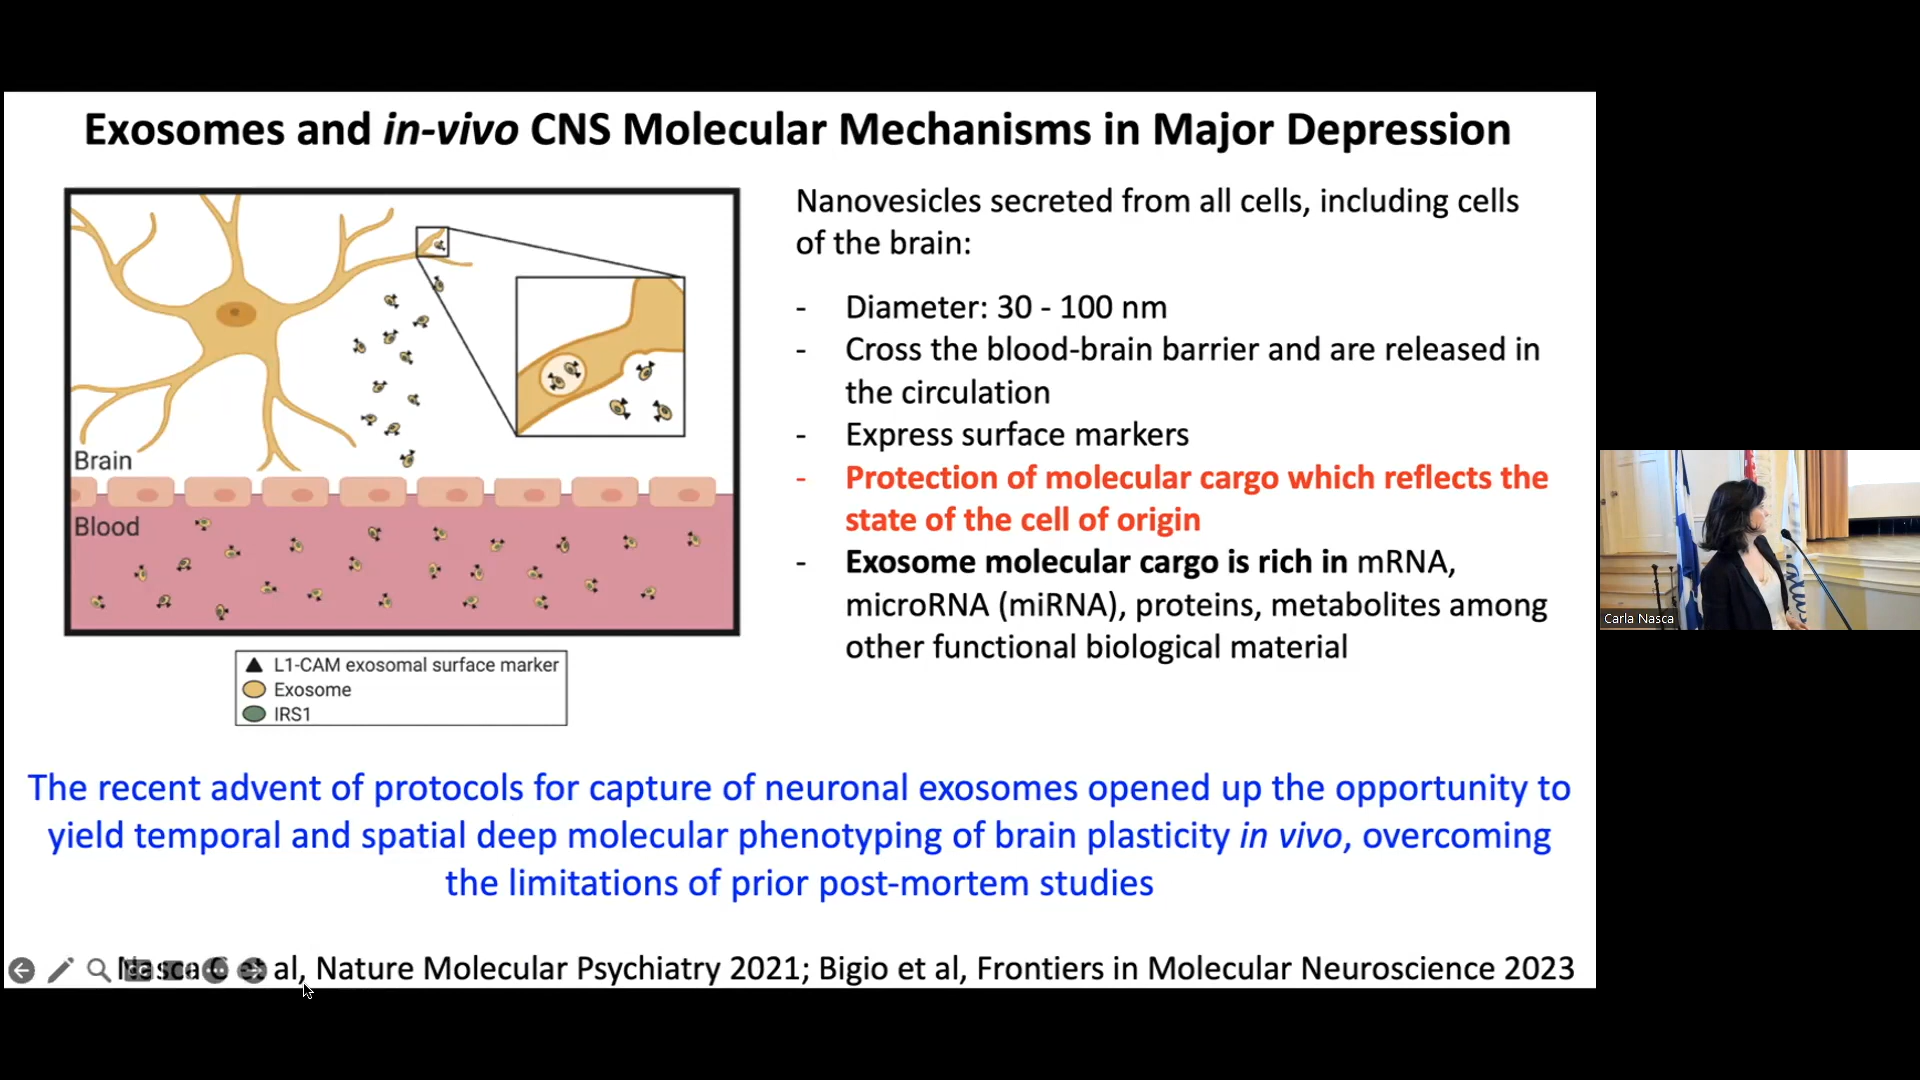 Exosomes and in-vivo CNS Molecular Mechanisms in Major Depression
Brain
Blood
L1-CAM exosomal surface marker
Exosome
IRS1
Nanovesicles secreted from all cells, including cells
of the brain:
- Diameter: 30 - 100 nm
- Cross the blood-brain barrier and are released in
the circulation
- Express surface markers
- Protection of molecular cargo which reflects the
state of the cell of origin
- Exosome molecular cargo is rich in mRNA,
microRNA (miRNA), proteins, metabolites among
other functional biological material
The recent advent of protocols for capture of neuronal exosomes opened up the opportunity to
yield temporal and spatial deep molecular phenotyping of brain plasticity in vivo, overcoming
the limitations of prior post-mortem studies
Nasca C et al, Nature Molecular Psychiatry 2021; Bigio et al, Frontiers in Molecular Neuroscience 2023
Carla Nasca